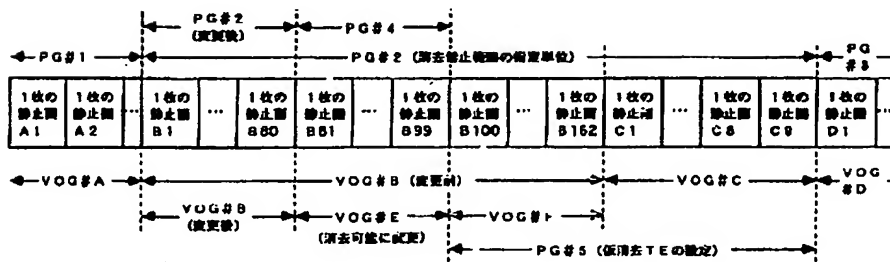 PG#2
(変更後)
PG#4
PG#1
PG#2 (消去禁止範囲の指定単位)
PG
#3
1枚の
静止画
A1
1枚の
静止画
A2
…
1枚の
静止画
B1
…
1枚の
静止画
B80
1枚の
静止画
B81
…
1枚の
静止画
B99
1枚の
静止画
B100
…
1枚の
静止画
B162
1枚の
静止画
C1
…
1枚の
静止画
C8
1枚の
静止画
C9
1枚の
静止画
D1
VOG#A
VOG#B (変更前)
VOG#C
VOG
#D
VOG#B
(変更後)
VOG#E
(消去可能に変更)
VOG#F
PG#5 (仮消去TEの設定)